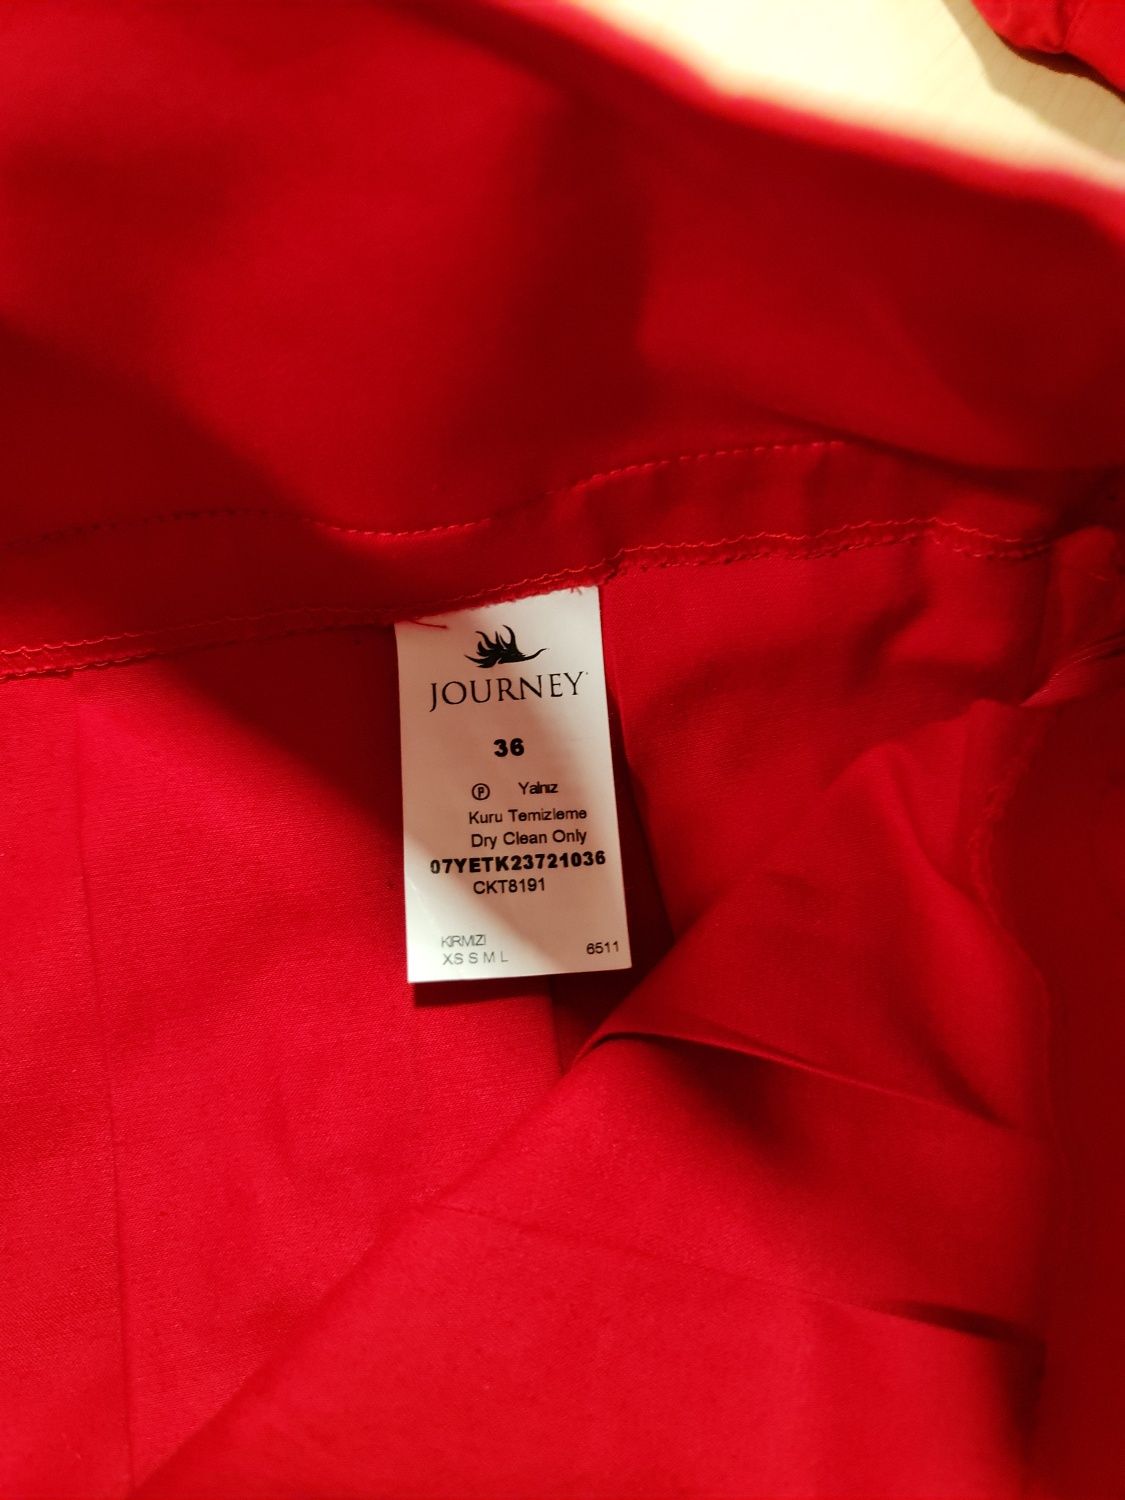 JOURNEY
36
P Yalnız
Kuru Temizleme
Dry Clean Only
07YETK23721036
CKT8191
KIRMIZI
XS S M L 6511